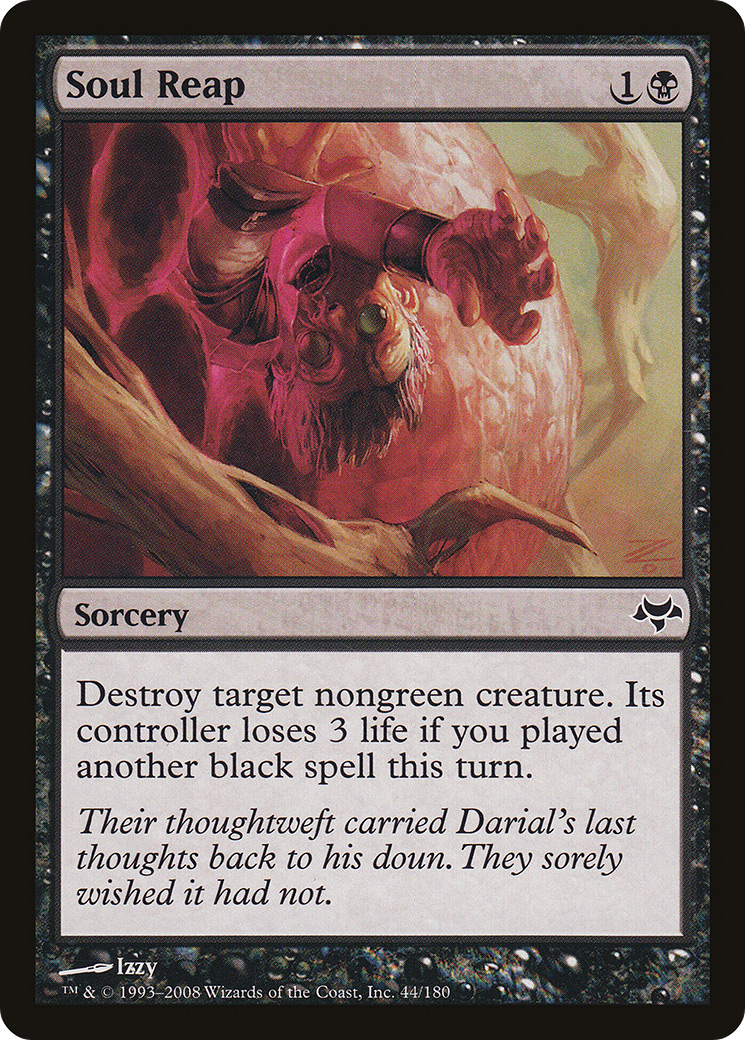 Soul Reap 1
Sorcery
Destroy target nongreen creature. Its
controller loses 3 life if you played
another black spell this turn.
Their thoughtweft carried Darial's last
thoughts back to his doun. They sorely
wished it had not.
Izzy
™ & © 1993–2008 Wizards of the Coast, Inc. 44/180